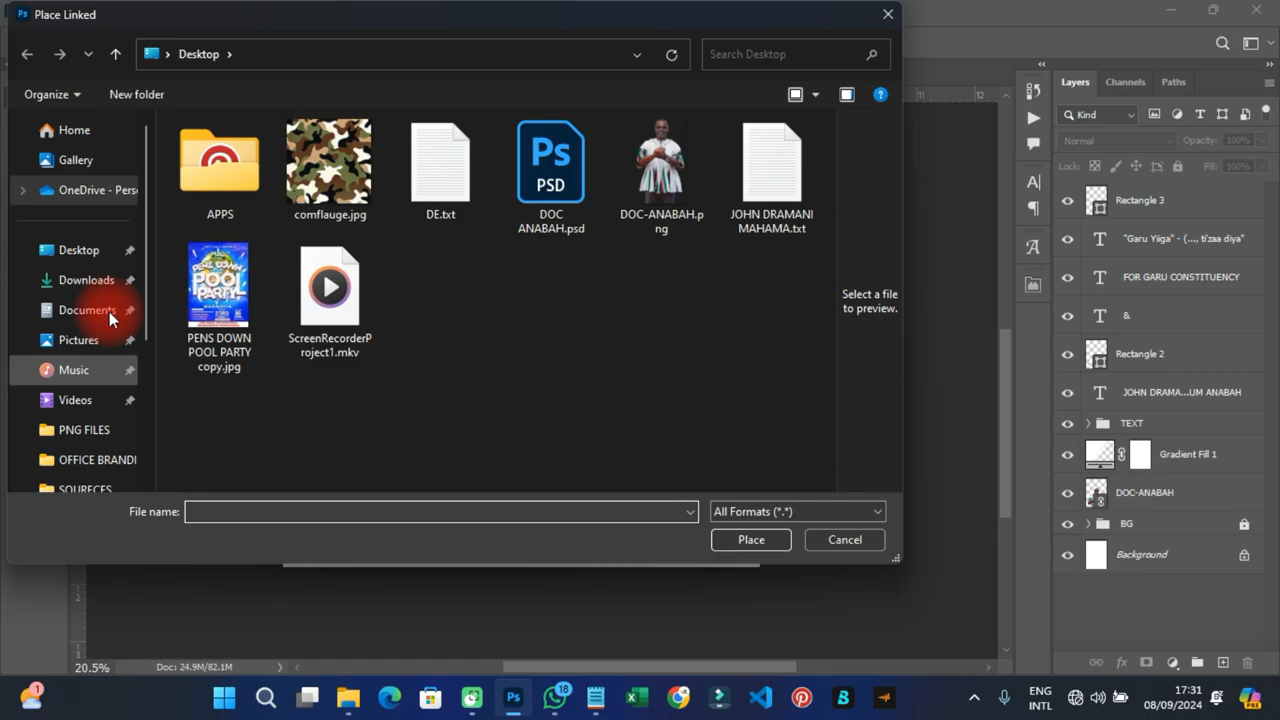 Place Linked
Desktop
Search Desktop
Organize
New folder
Home
Gallery
OneDrive - Pers
Desktop
Downloads
Documents
Pictures
Music
Videos
PNG FILES
OFFICE BRANDI
SOURECES
APPS
comflauge.jpg
DE.txt
DOC
ANABAH.psd
DOC-ANABAH.p
ng
JOHN DRAMANI
MAHAMA.txt
PENS DOWN
POOL PARTY
copy.jpg
ScreenRecorderP
roject1.mkv
Select a file
to preview.
File name:
All Formats (*.*)
Place
Cancel
11
12
Layers
Channels
Paths
Kind
Normal
Opacity: 100%
Lock:
Fill: 100%
Rectangle 3
"Garu Yiiga" - (..., ti'zaa diya"
FOR GARU CONSTITUENCY
&
Rectangle 2
JOHN DRAMA...UM ANABAH
TEXT
Gradient Fill 1
DOC-ANABAH
BG
Background
20.5%
Doc: 24.9M/82.1M
1
18
ENG
INTL
17:31
08/09/2024